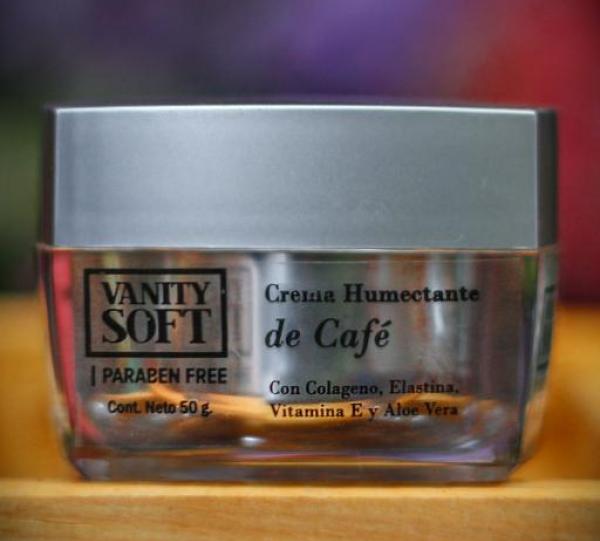 VANITY
SOFT
| PARABEN FREE
Cont. Neto 50 g.
Crema Humectante
de Café
Con Colageno, Elastina,
Vitamina E y Aloe Vera